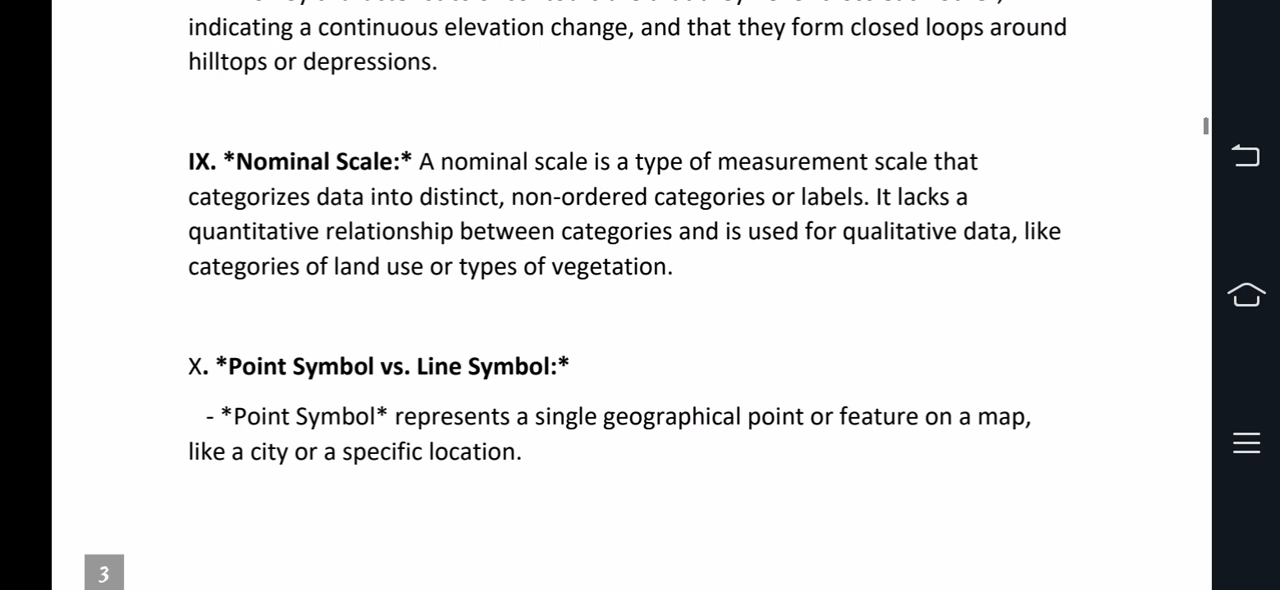 indicating a continuous elevation change, and that they form closed loops around
hilltops or depressions.
IX. *Nominal Scale:* A nominal scale is a type of measurement scale that
categorizes data into distinct, non-ordered categories or labels. It lacks a
quantitative relationship between categories and is used for qualitative data, like
categories of land use or types of vegetation.
X. *Point Symbol vs. Line Symbol:*
- *Point Symbol* represents a single geographical point or feature on a map,
like a city or a specific location.
3